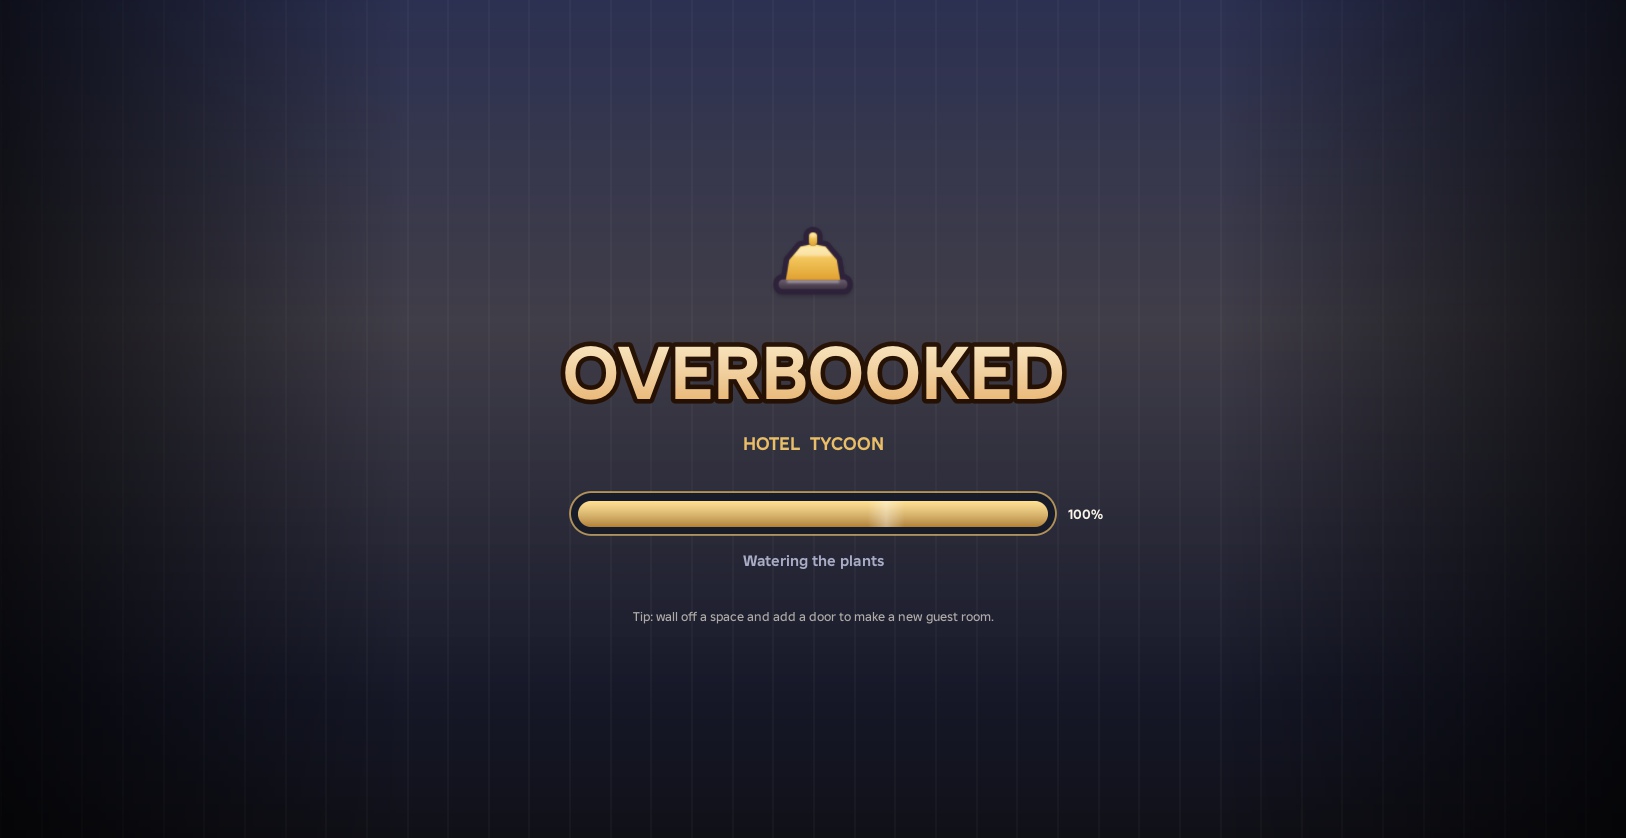 OVERBOOKED
HOTEL TYCOON
100%
Watering the plants
Tip: wall off a space and add a door to make a new guest room.